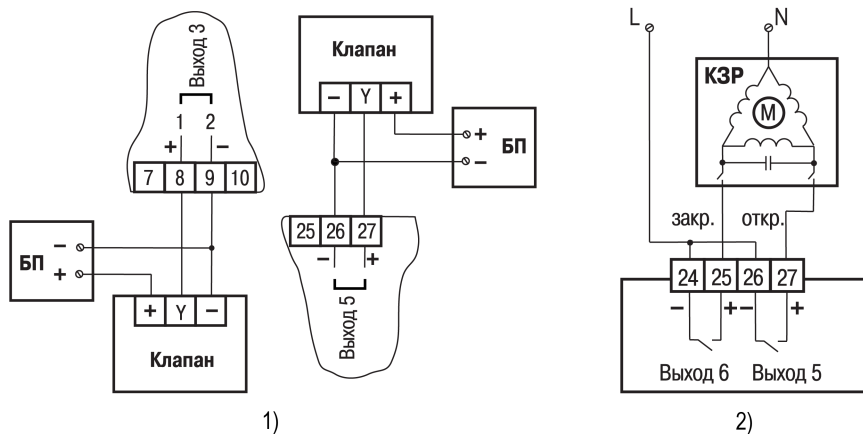 Выход 3
1 2
+ −
7 8 9 10
БП
−
+
+ Y −
Клапан
Клапан
− Y +
+
−
БП
25 26 27
− +
Выход 5
1)
L N
КЗР
M
закр. откр.
24 25 26 27
− + − +
Выход 6 Выход 5
2)